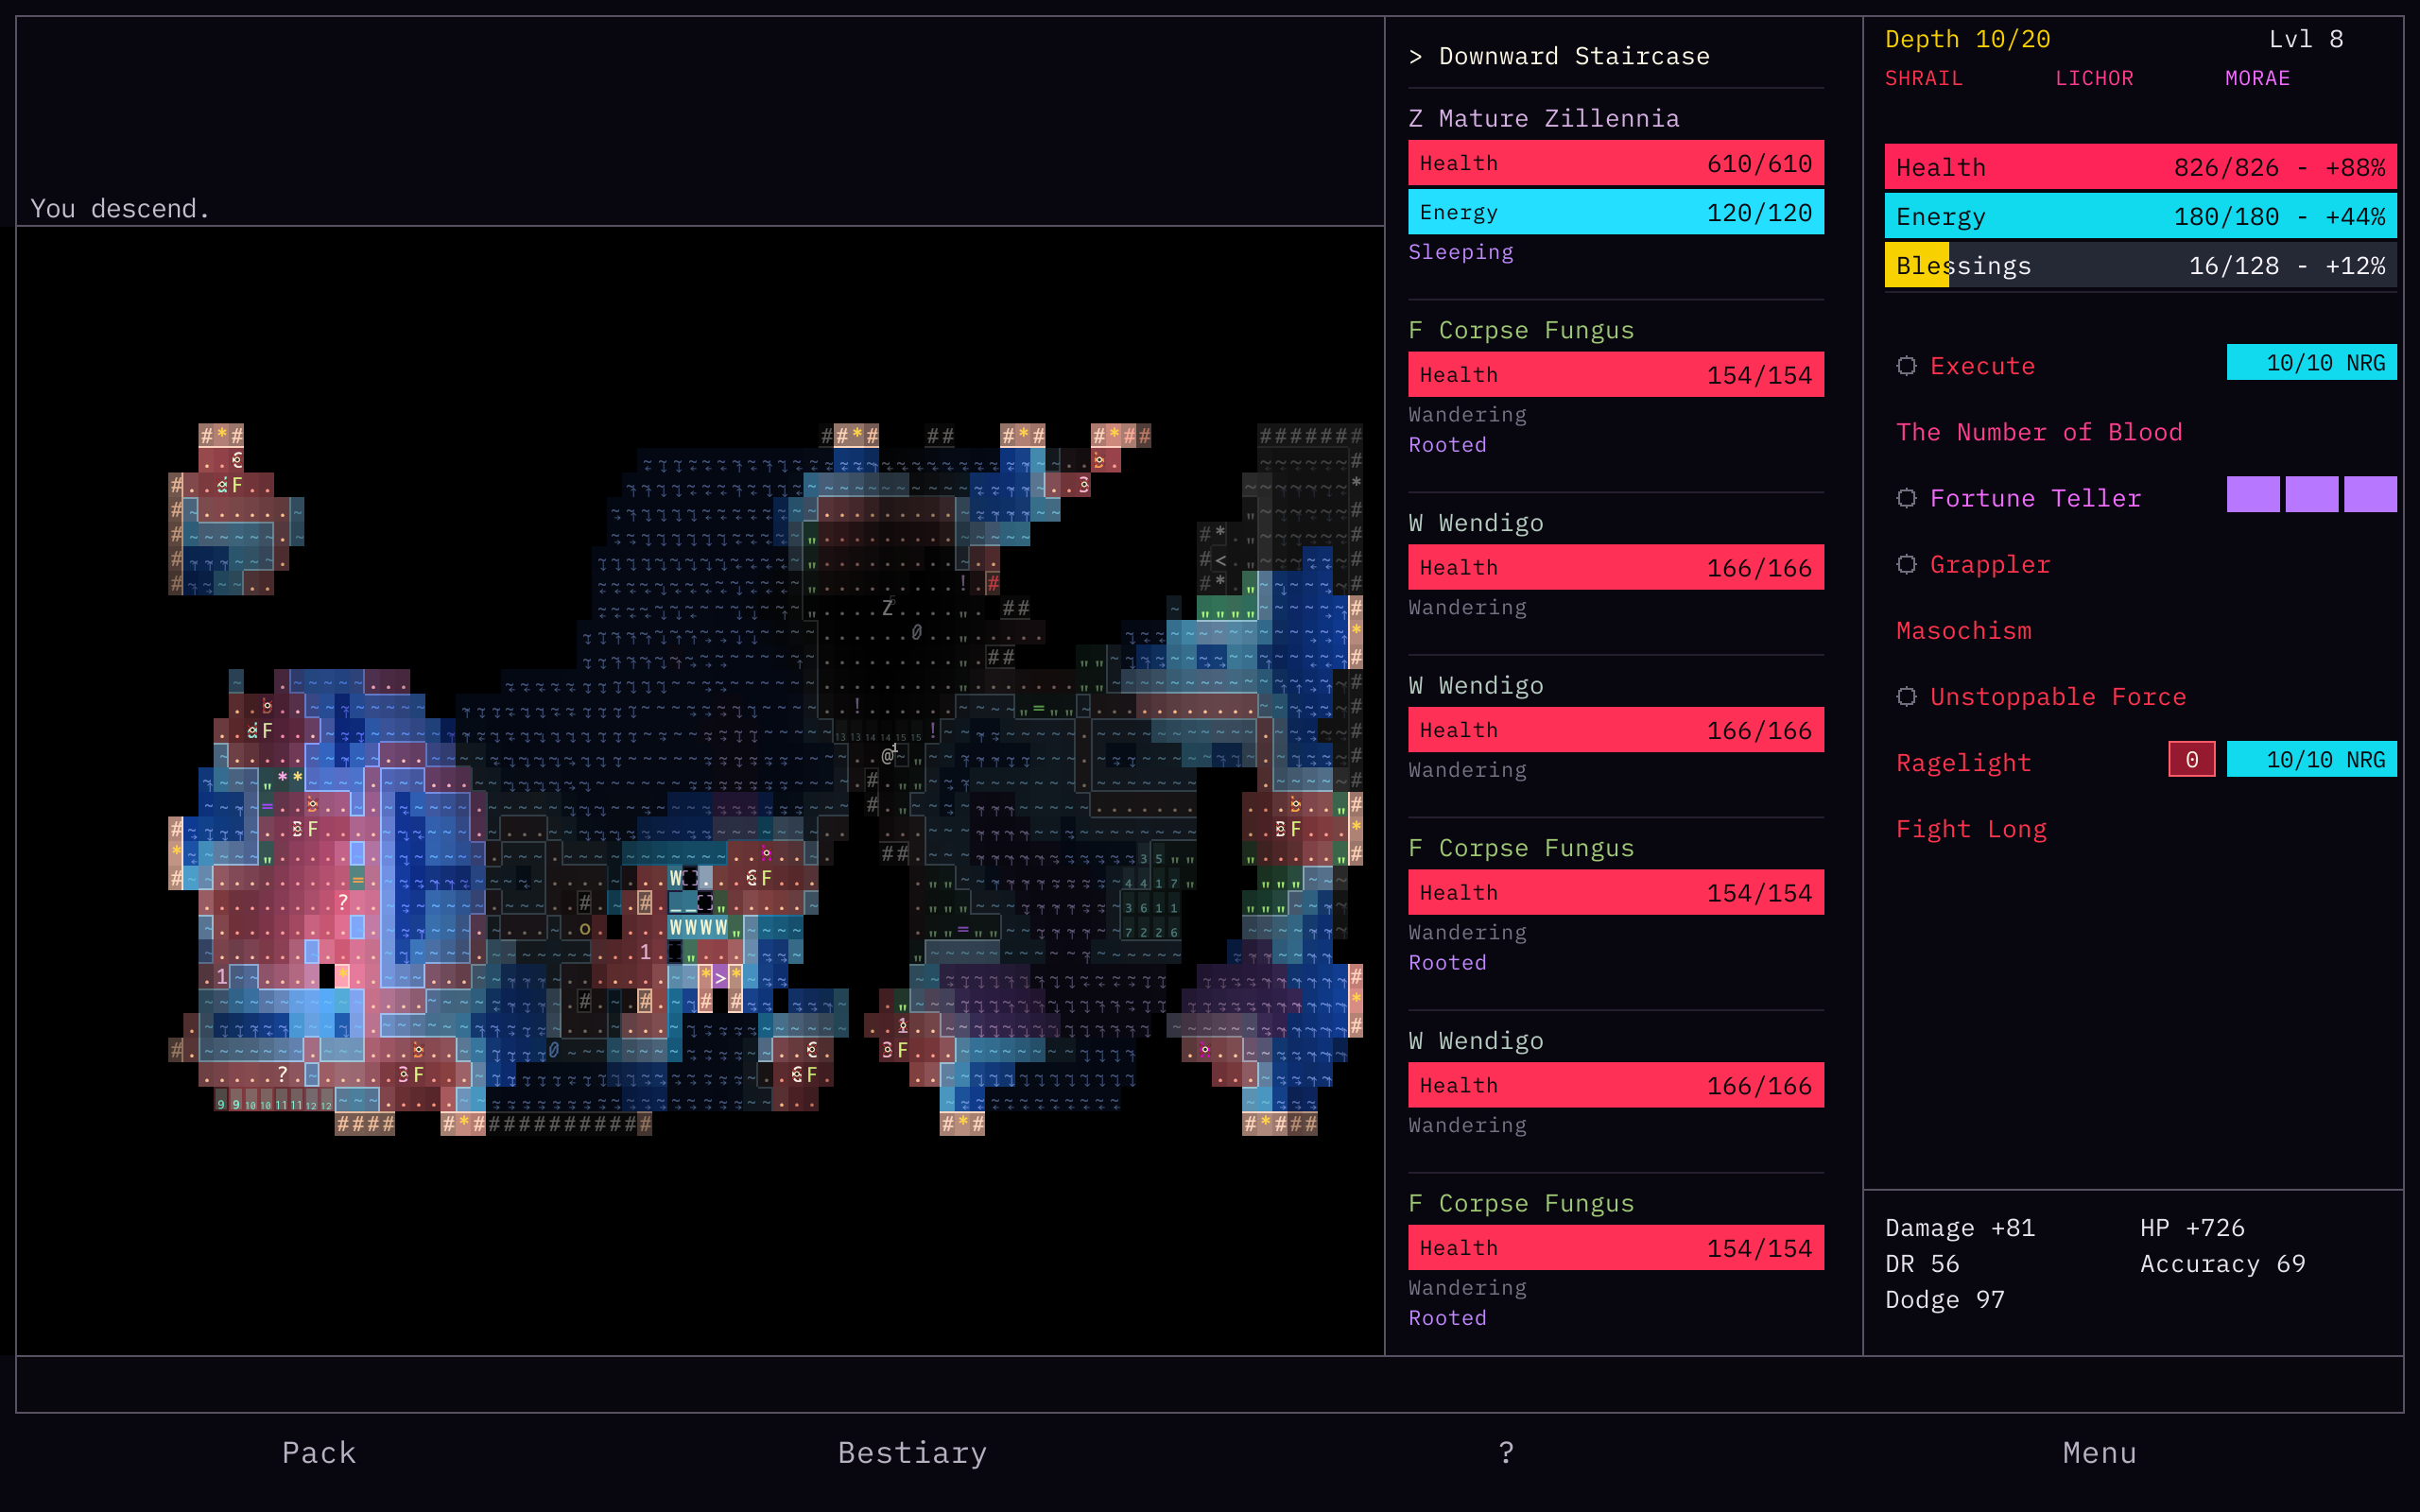 You descend.
> Downward Staircase
Z Mature Zillennia
Health 610/610
Energy 120/120
Sleeping
F Corpse Fungus
Health 154/154
Wandering
Rooted
W Wendigo
Health 166/166
Wandering
W Wendigo
Health 166/166
Wandering
F Corpse Fungus
Health 154/154
Wandering
Rooted
W Wendigo
Health 166/166
Wandering
F Corpse Fungus
Health 154/154
Wandering
Rooted
Depth 10/20 Lvl 8
SHRAIL LICHOR MORAE
Health 826/826 - +88%
Energy 180/180 - +44%
Blessings 16/128 - +12%
Execute 10/10 NRG
The Number of Blood
Fortune Teller
Grappler
Masochism
Unstoppable Force
Ragelight 0 10/10 NRG
Fight Long
Damage +81 HP +726
DR 56 Accuracy 69
Dodge 97
Pack Bestiary ? Menu